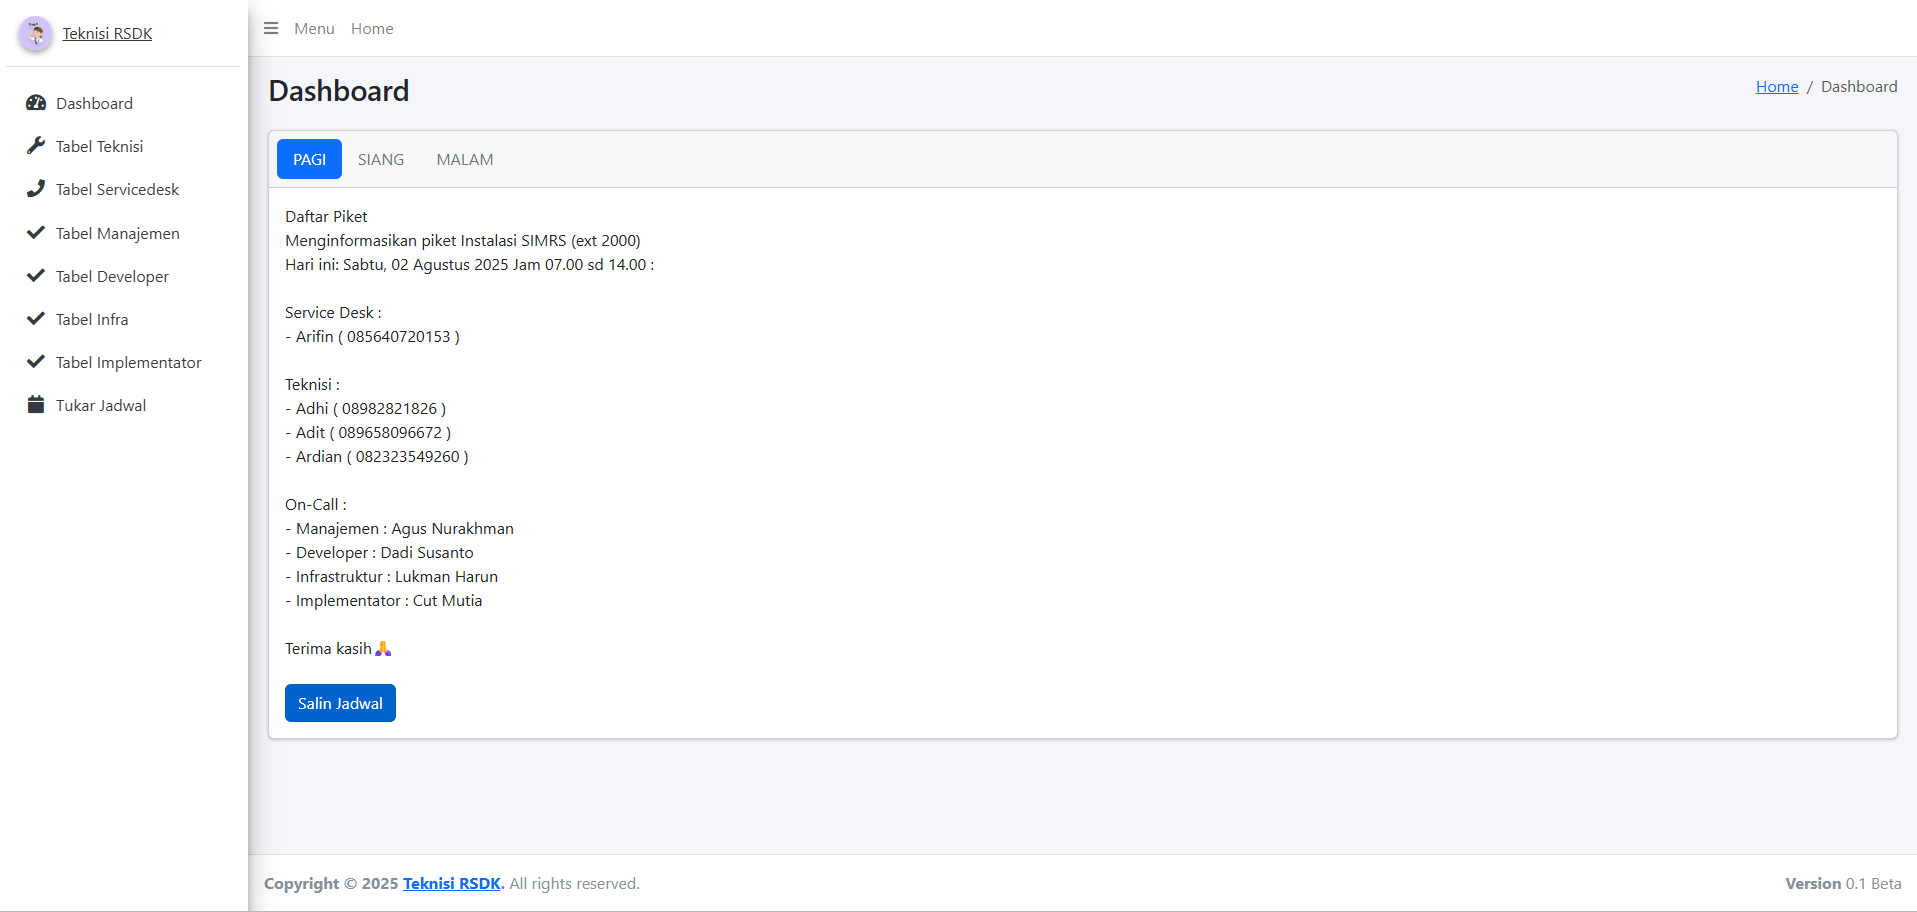 Teknisi RSDK
Menu Home
Dashboard
Tabel Teknisi
Tabel Servicedesk
Tabel Manajemen
Tabel Developer
Tabel Infra
Tabel Implementator
Tukar Jadwal
Dashboard
Home / Dashboard
PAGI SIANG MALAM
Daftar Piket
Menginformasikan piket Instalasi SIMRS (ext 2000)
Hari ini: Sabtu, 02 Agustus 2025 Jam 07.00 sd 14.00 :
Service Desk :
- Arifin ( 085640720153 )
Teknisi :
- Adhi ( 08982821826 )
- Adit ( 089658096672 )
- Ardian ( 082323549260 )
On-Call :
- Manajemen : Agus Nurakhman
- Developer : Dadi Susanto
- Infrastruktur : Lukman Harun
- Implementator : Cut Mutia
Terima kasih🙏
Salin Jadwal
Copyright © 2025 Teknisi RSDK. All rights reserved.
Version 0.1 Beta